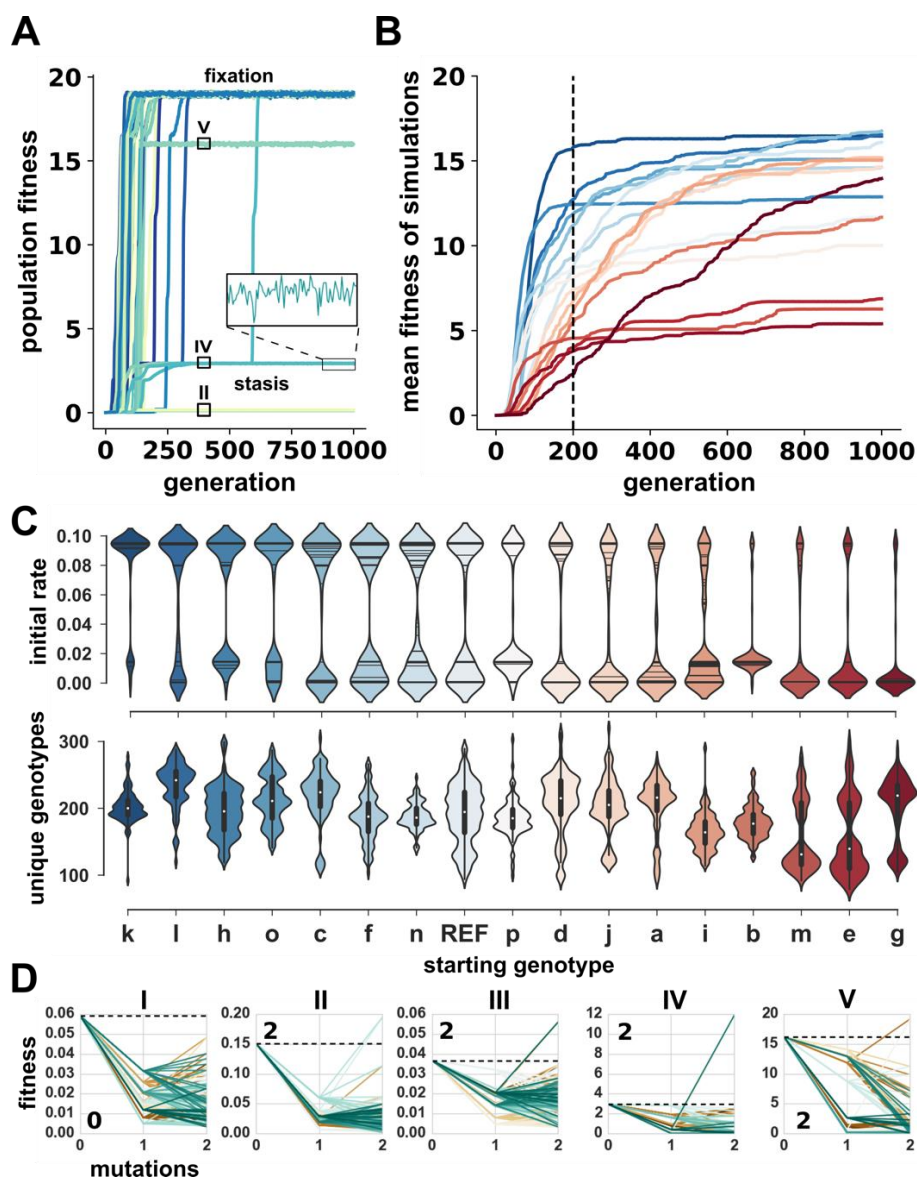 A
B
20
15
10
5
0
population fitness
fixation
V
IV
stasis
II
0 250 500 750 1000
generation
20
15
10
5
0
mean fitness of simulations
0 200 400 600 800 1000
generation
C
0.10
0.08
0.06
0.04
0.02
0.00
initial rate
300
200
100
unique genotypes
k l h o c f n REF p d j a i b m e g
starting genotype
D
I II III IV V
fitness
0.06
0.05
0.04
0.03
0.02
0.01
0.00
0
0 1 2
0.20
0.15
0.10
0.05
0.00
2
0 1 2
0.06
0.05
0.04
0.03
0.02
0.01
0.00
2
0 1 2
12
10
8
6
4
2
0
2
0 1 2
20
15
10
5
0
2
0 1 2
mutations